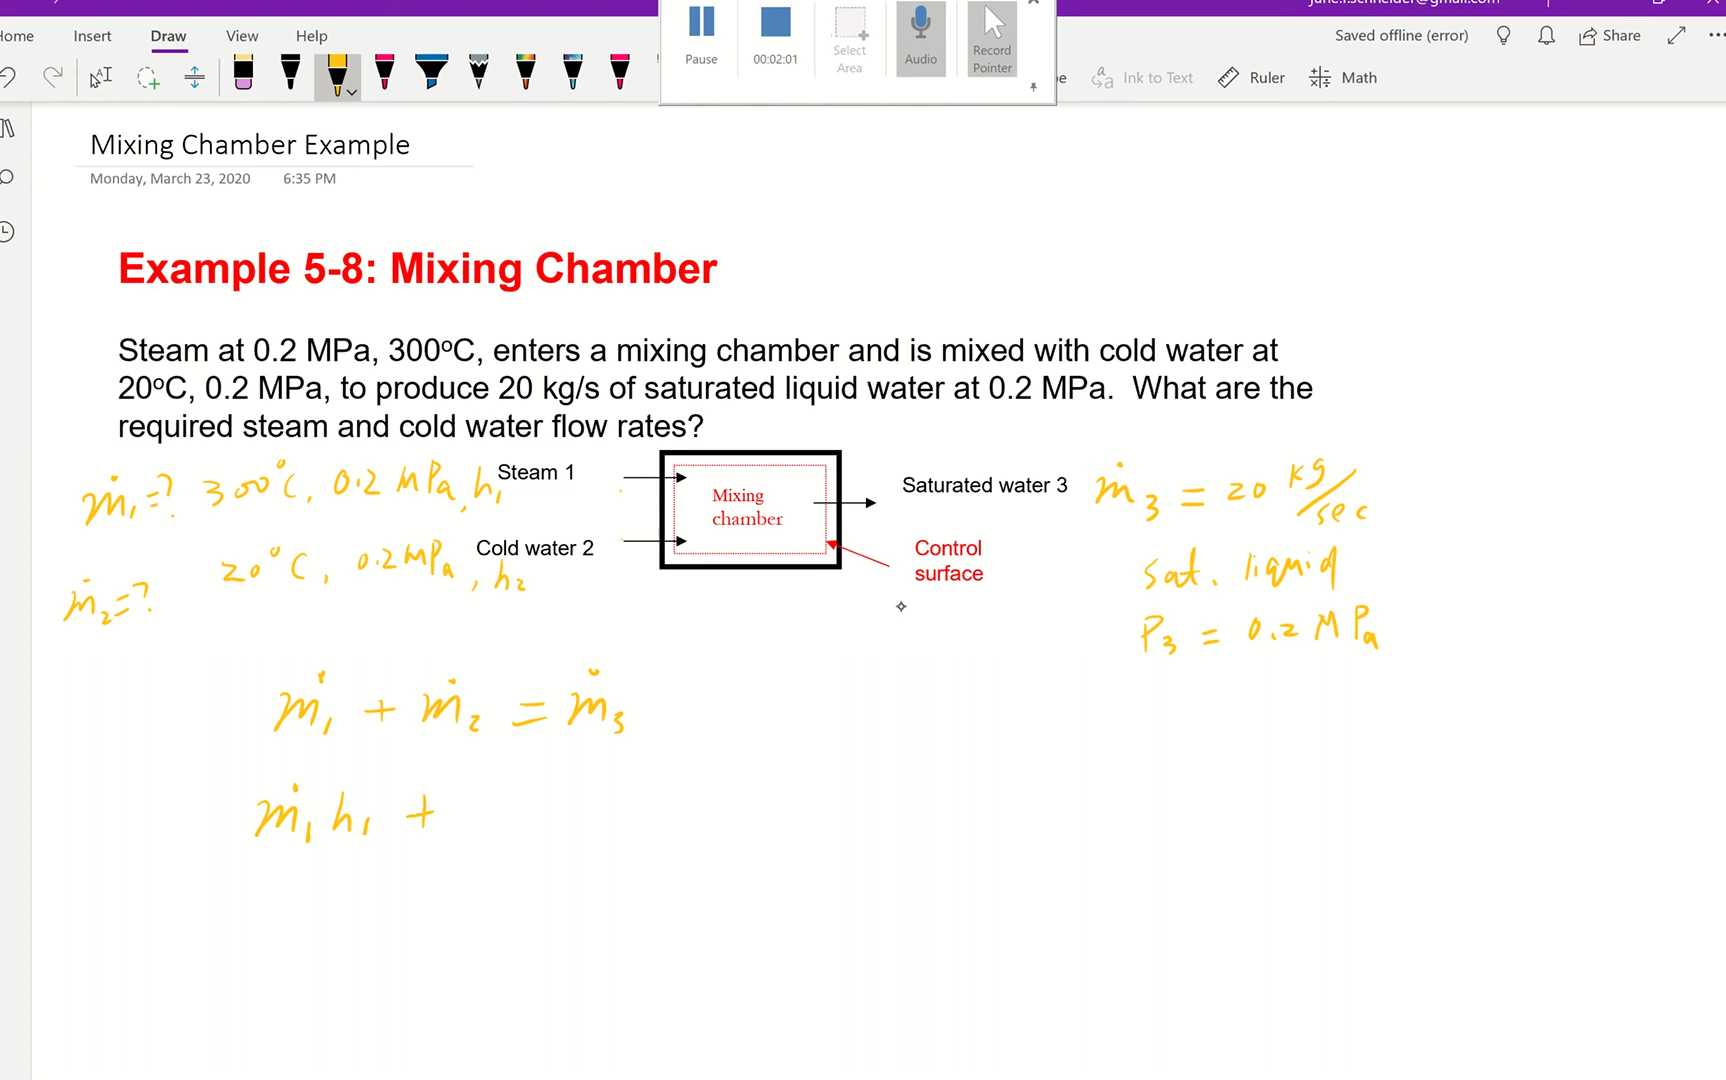 Home Insert Draw View Help
Pause 00:02:01 Select Area Audio Record Pointer
Saved offline (error) Share
Ink to Text Ruler Math
Mixing Chamber Example
Monday, March 23, 2020 6:35 PM
Example 5-8: Mixing Chamber
Steam at 0.2 MPa, 300ºC, enters a mixing chamber and is mixed with cold water at
20ºC, 0.2 MPa, to produce 20 kg/s of saturated liquid water at 0.2 MPa. What are the
required steam and cold water flow rates?
ṁ₁=? 300°C, 0.2 MPa, h₁
Steam 1
Mixing
chamber
Saturated water 3
ṁ₃ = 20 kg/sec
ṁ₂=? 20°C, 0.2 MPa, h₂
Cold water 2
Control
surface
sat. liquid
P₃ = 0.2 MPa
ṁ₁ + ṁ₂ = ṁ₃
ṁ₁h₁ +